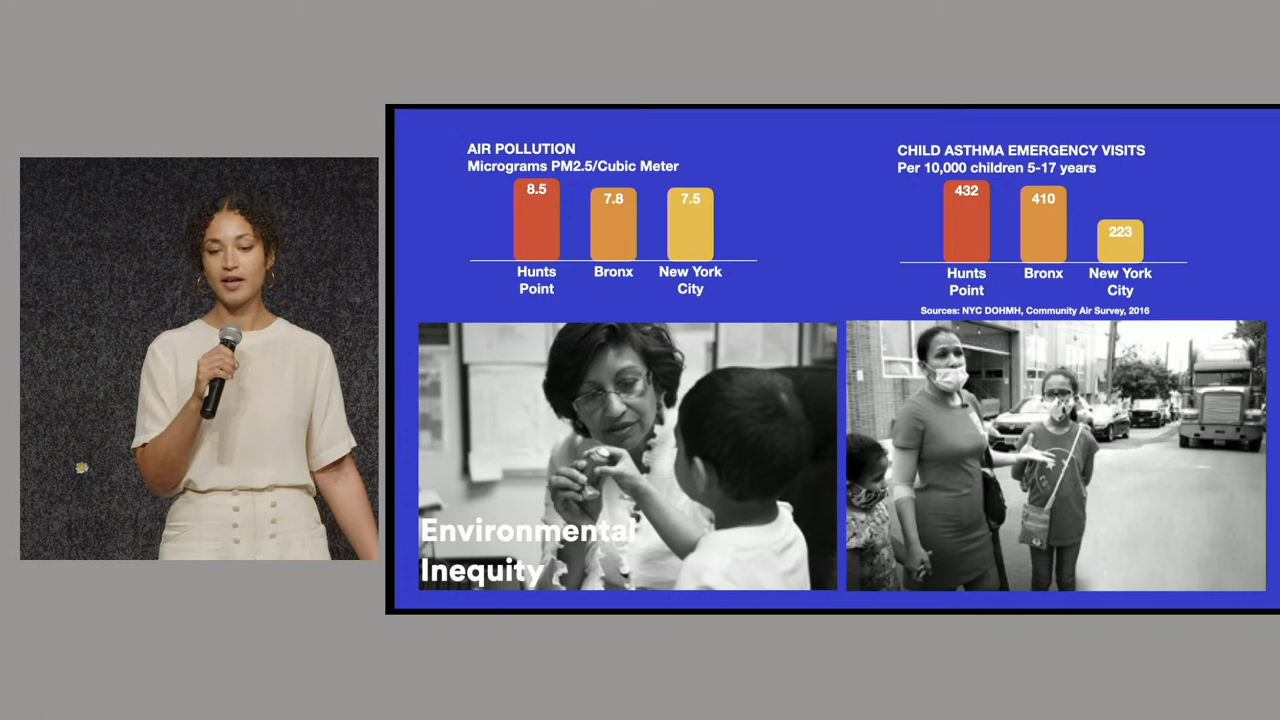 AIR POLLUTION
Micrograms PM2.5/Cubic Meter
8.5
7.8
7.5
Hunts
Point
Bronx
New York
City
CHILD ASTHMA EMERGENCY VISITS
Per 10,000 children 5-17 years
432
410
223
Hunts
Point
Bronx
New York
City
Sources: NYC DOHMH, Community Air Survey, 2016
Environmental
Inequity